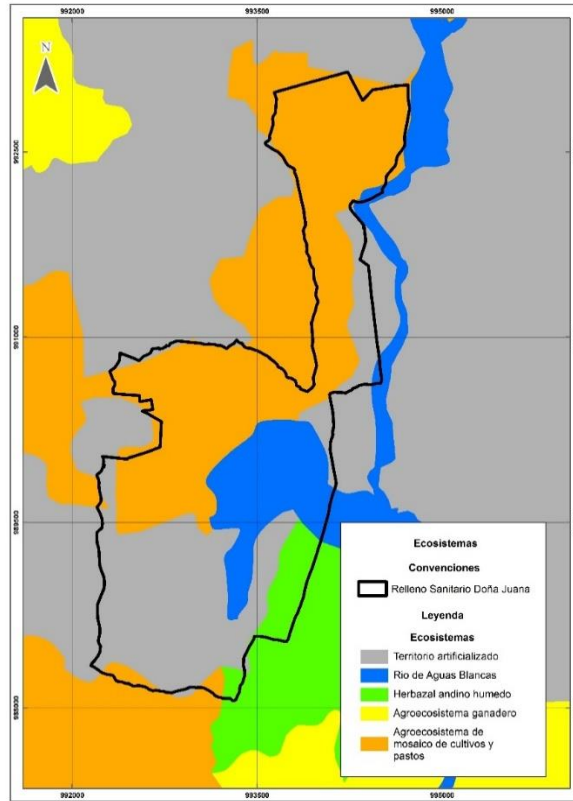 992000
993500
995000
N
992500
991000
989500
Ecosistemas
Convenciones
Relleno Sanitario Doña Juana
Leyenda
Ecosistemas
Territorio artificializado
Rio de Aguas Blancas
Herbazal andino humedo
Agroecosistema ganadero
Agroecosistema de
mosaico de cultivos y
pastos
992000
993500
995000